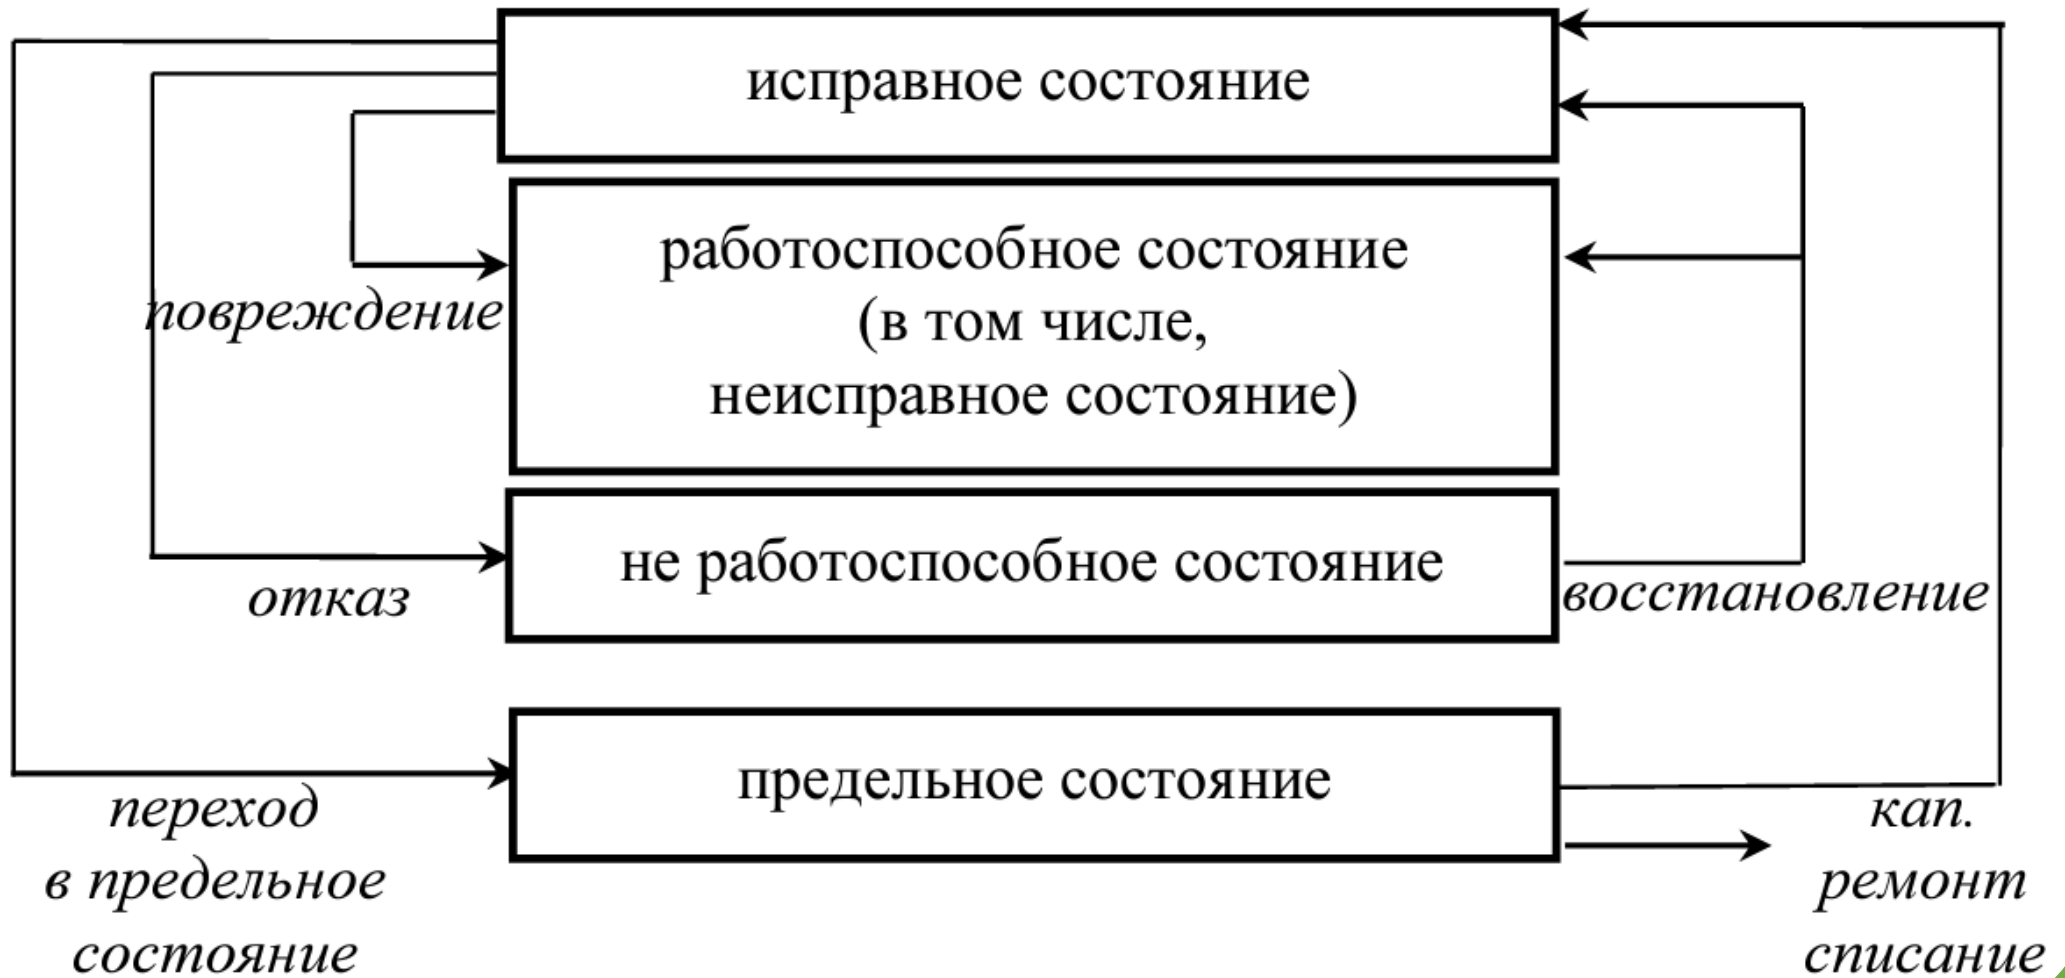 исправное состояние
работоспособное состояние
(в том числе,
неисправное состояние)
повреждение
не работоспособное состояние
отказ
восстановление
предельное состояние
переход
в предельное
состояние
кап.
ремонт
списание